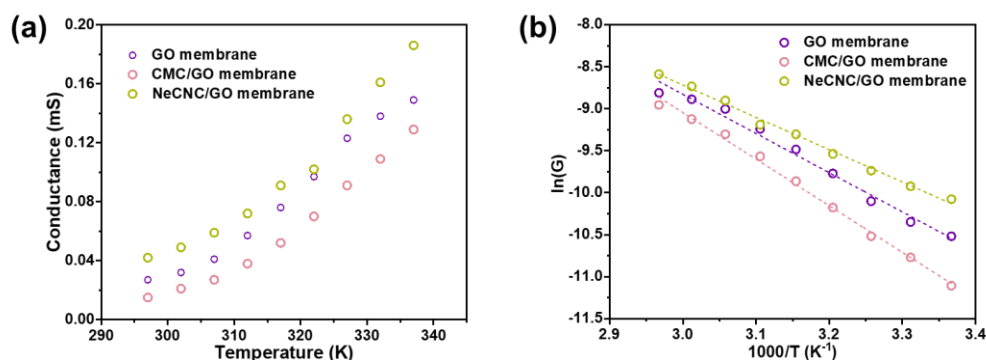 (a)
GO membrane
CMC/GO membrane
NeCNC/GO membrane
Conductance (mS)
0.20
0.16
0.12
0.08
0.04
0.00
290 300 310 320 330 340 350
Temperature (K)
(b)
GO membrane
CMC/GO membrane
NeCNC/GO membrane
ln(G)
-8.0
-8.5
-9.0
-9.5
-10.0
-10.5
-11.0
-11.5
2.9 3.0 3.1 3.2 3.3 3.4
1000/T (K⁻¹)